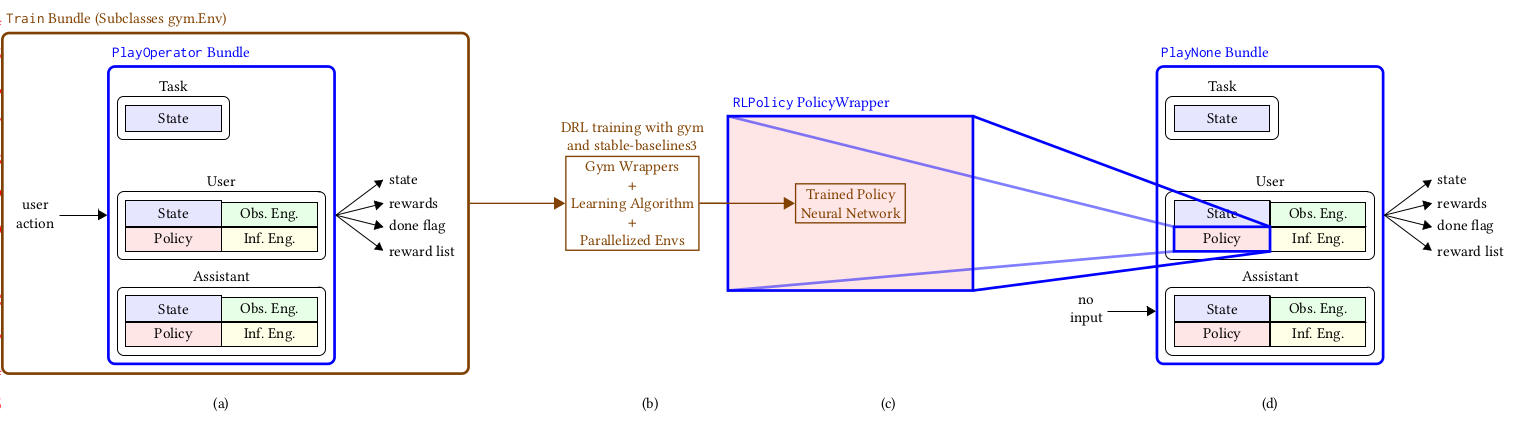 Train Bundle (Subclasses gym.Env)
PlayOperator Bundle
Task
State
User
State
Obs. Eng.
Policy
Inf. Eng.
Assistant
State
Obs. Eng.
Policy
Inf. Eng.
user
action
state
rewards
done flag
reward list
(a)
DRL training with gym
and stable-baselines3
Gym Wrappers
+
Learning Algorithm
+
Parallelized Envs
(b)
RLPolicy PolicyWrapper
Trained Policy
Neural Network
(c)
PlayNone Bundle
Task
State
User
State
Obs. Eng.
Policy
Inf. Eng.
Assistant
State
Obs. Eng.
Policy
Inf. Eng.
no
input
state
rewards
done flag
reward list
(d)